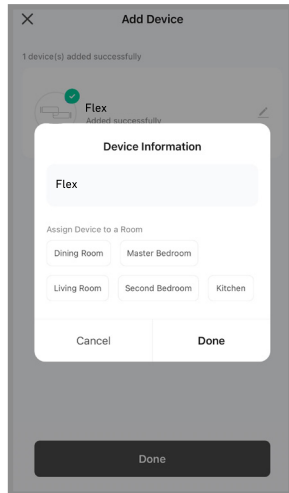 Add Device
1 device(s) added successfully
Flex
Added successfully
Device Information
Flex
Assign Device to a Room
Dining Room Master Bedroom
Living Room Second Bedroom Kitchen
Cancel Done
Done